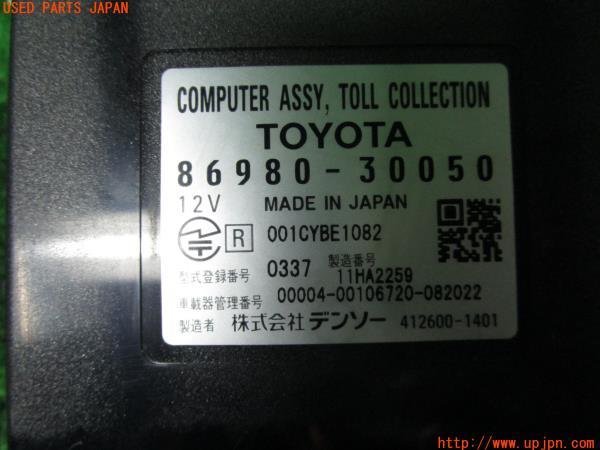 USED PARTS JAPAN
COMPUTER ASSY, TOLL COLLECTION
TOYOTA
86980-30050
12V MADE IN JAPAN
R 001CYBE1082
型式登録番号 0337 製造番号 11HA2259
車載器管理番号 00004-00106720-082022
製造者 株式会社 デンソー 412600-1401
https://www.upjpn.com/